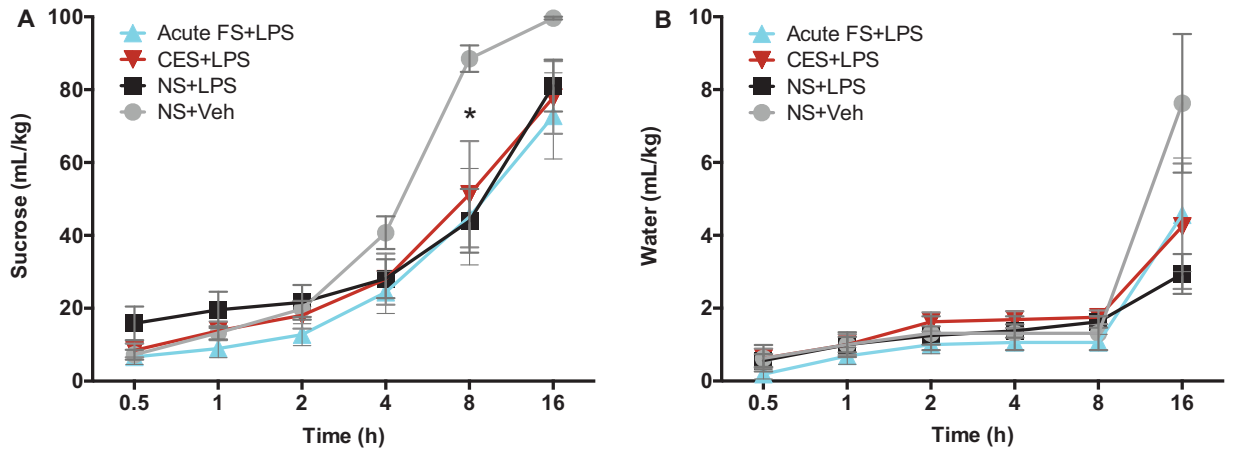 A
Acute FS+LPS
CES+LPS
NS+LPS
NS+Veh
Sucrose (mL/kg)
100
80
60
40
20
0
*
0.5 1 2 4 8 16
Time (h)
B
Acute FS+LPS
CES+LPS
NS+LPS
NS+Veh
Water (mL/kg)
10
8
6
4
2
0
0.5 1 2 4 8 16
Time (h)